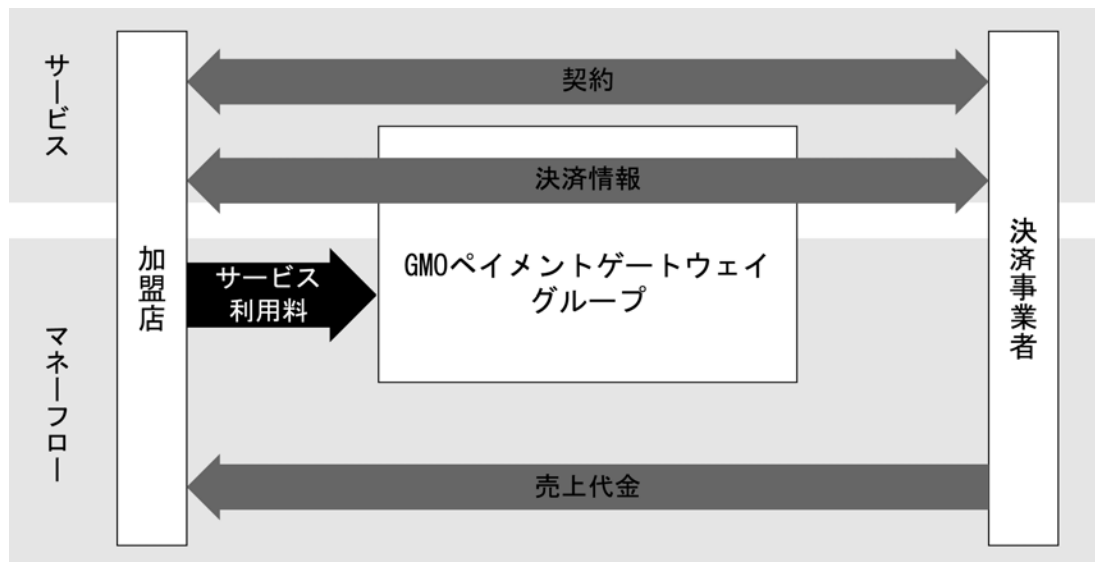 サービス
契約
決済情報
加盟店
サービス
利用料
GMOペイメントゲートウェイ
グループ
決済事業者
マネーフロー
売上代金